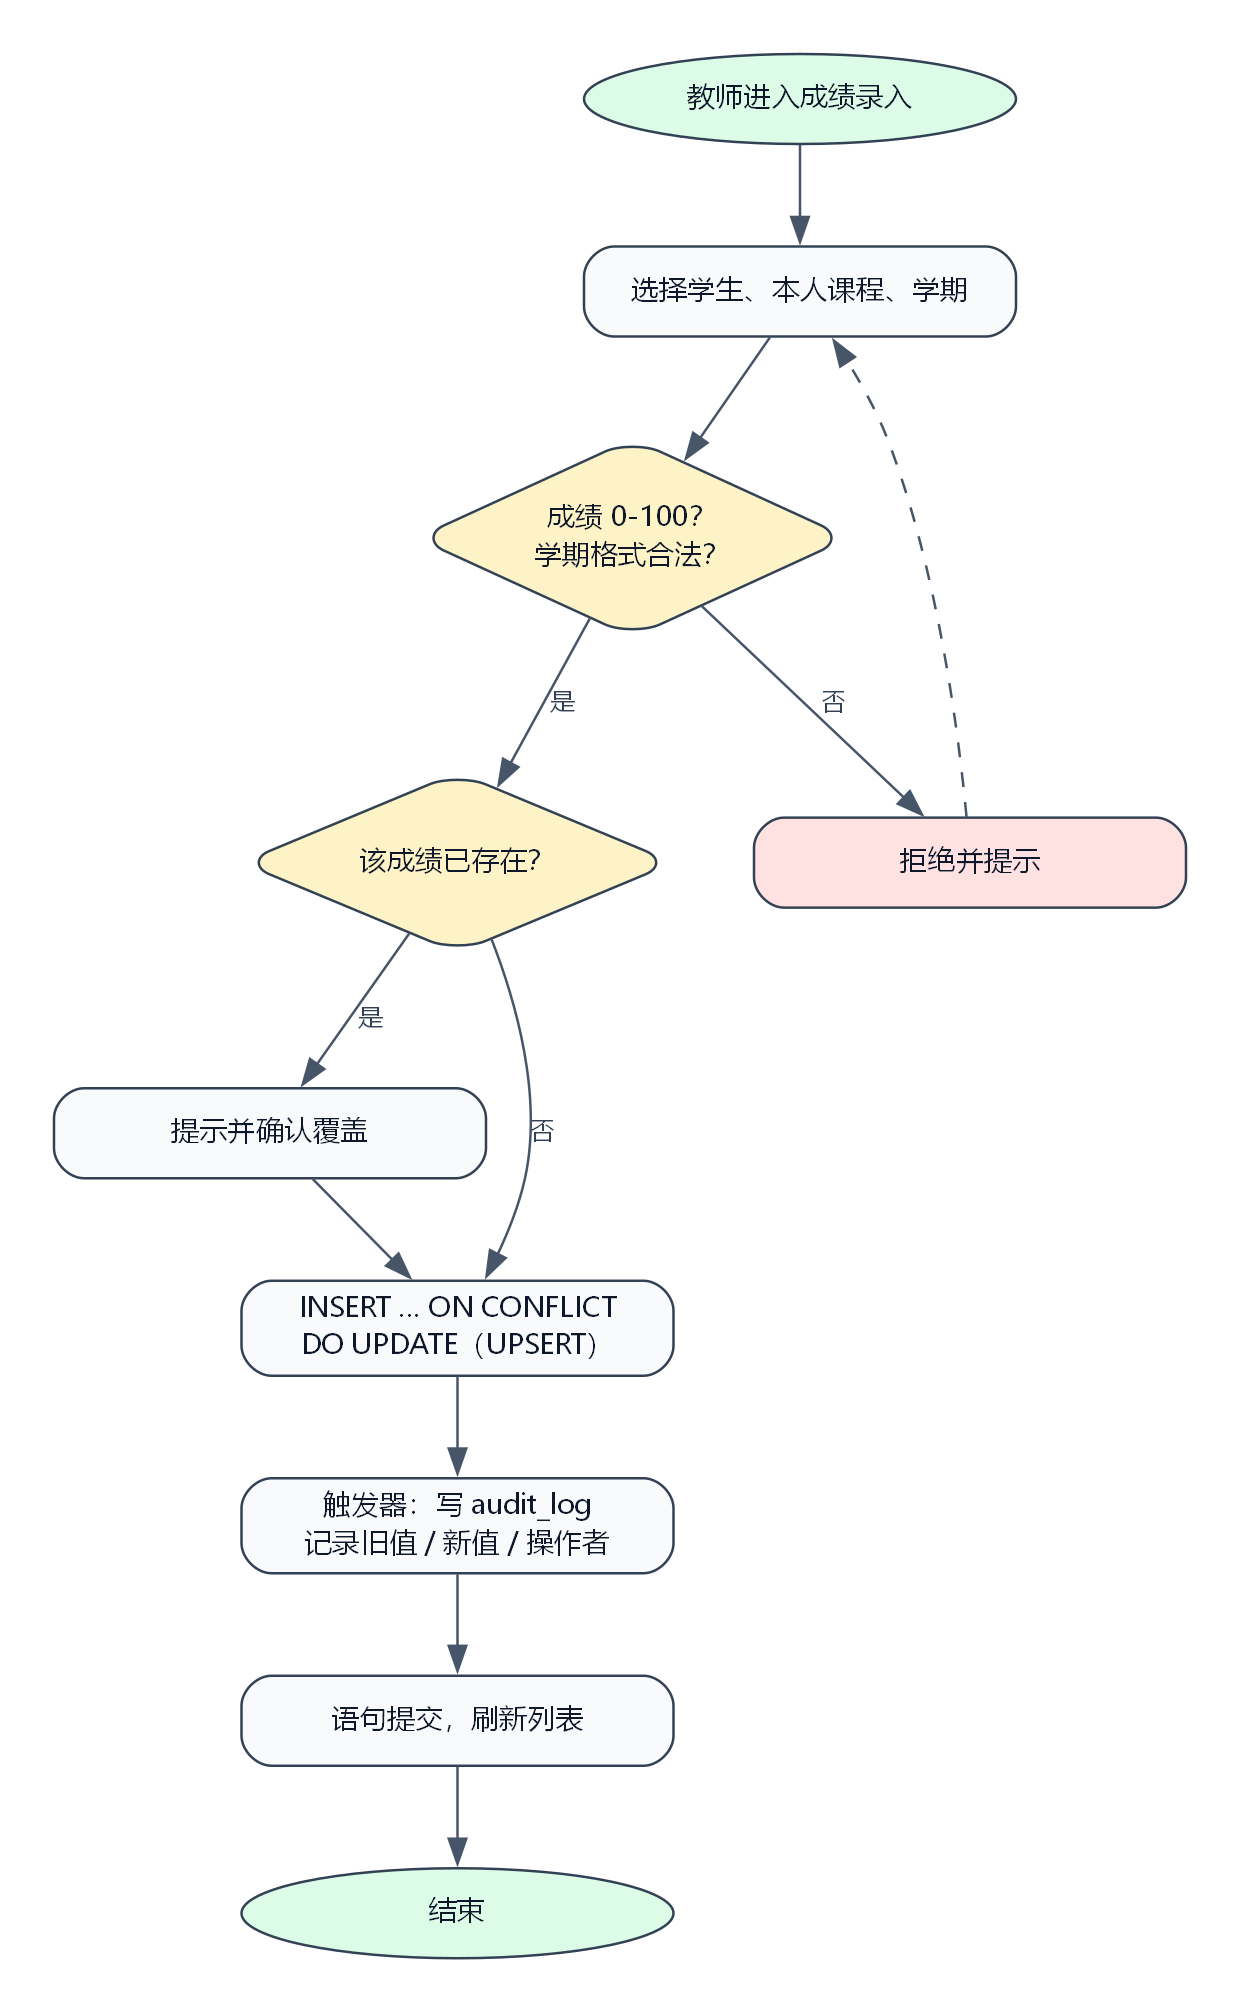 教师进入成绩录入
选择学生、本人课程、学期
成绩 0-100？
学期格式合法？
是
否
该成绩已存在？
拒绝并提示
是
提示并确认覆盖
否
INSERT ... ON CONFLICT
DO UPDATE（UPSERT）
触发器：写 audit_log
记录旧值 / 新值 / 操作者
语句提交，刷新列表
结束